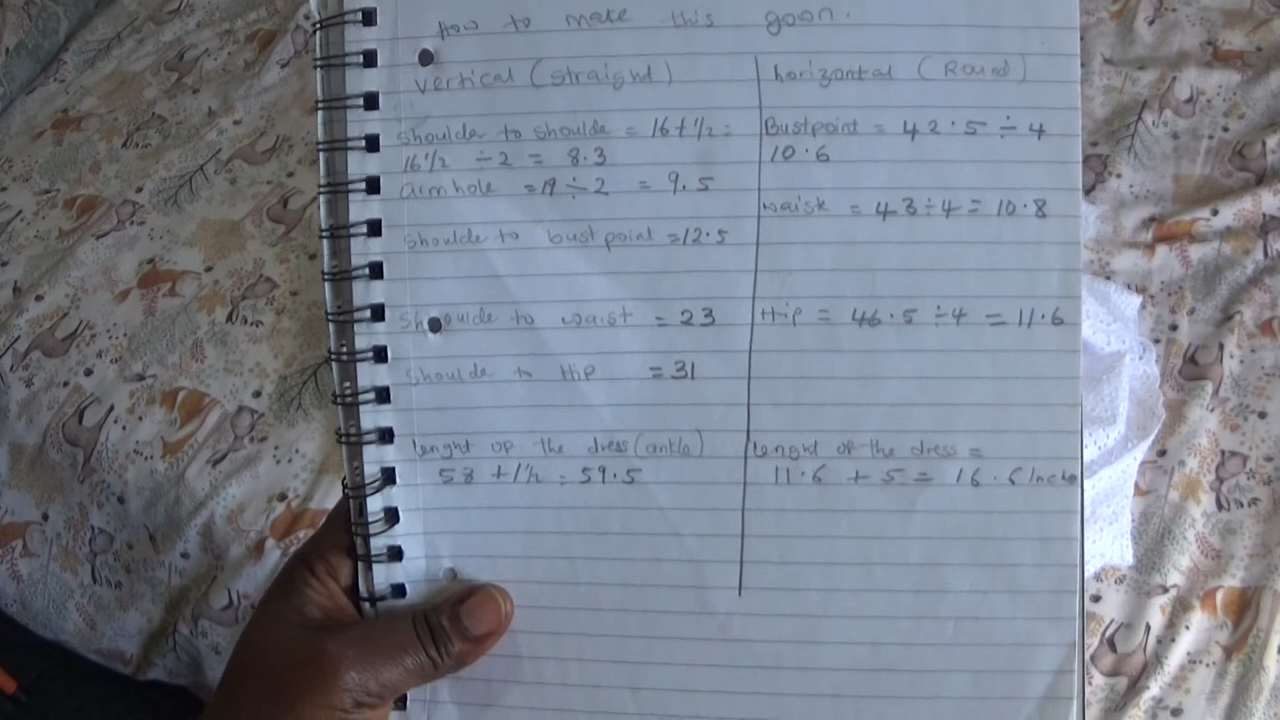 How to make this goon.
vertical (straignt)
shoulde to shoulde = 16 + 1/2 =
16 1/2 ÷ 2 = 8.3
armhole = 19 ÷ 2 = 9.5
shoulde to bust point = 12.5
shoulde to waist = 23
shoulde to Hip = 31
lenght of the dress (ankle)
58 + 1 1/2 = 59.5
horizontal (Round)
Bustpoint = 42.5 ÷ 4
10.6
waist = 43 ÷ 4 = 10.8
Hip = 46.5 ÷ 4 = 11.6
lenght of the dress =
11.6 + 5 = 16.6 Inche